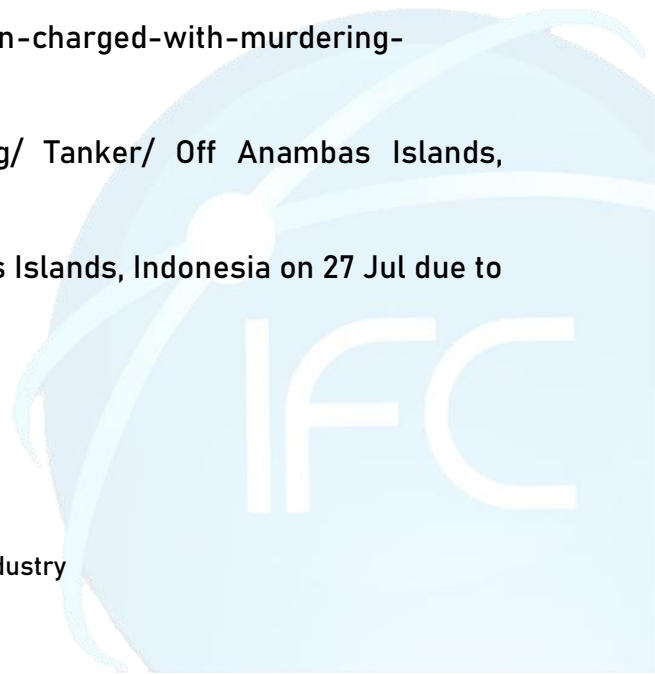 n-charged-with-murdering-
g/ Tanker/ Off Anambas Islands,
s Islands, Indonesia on 27 Jul due to
IFC
dustry